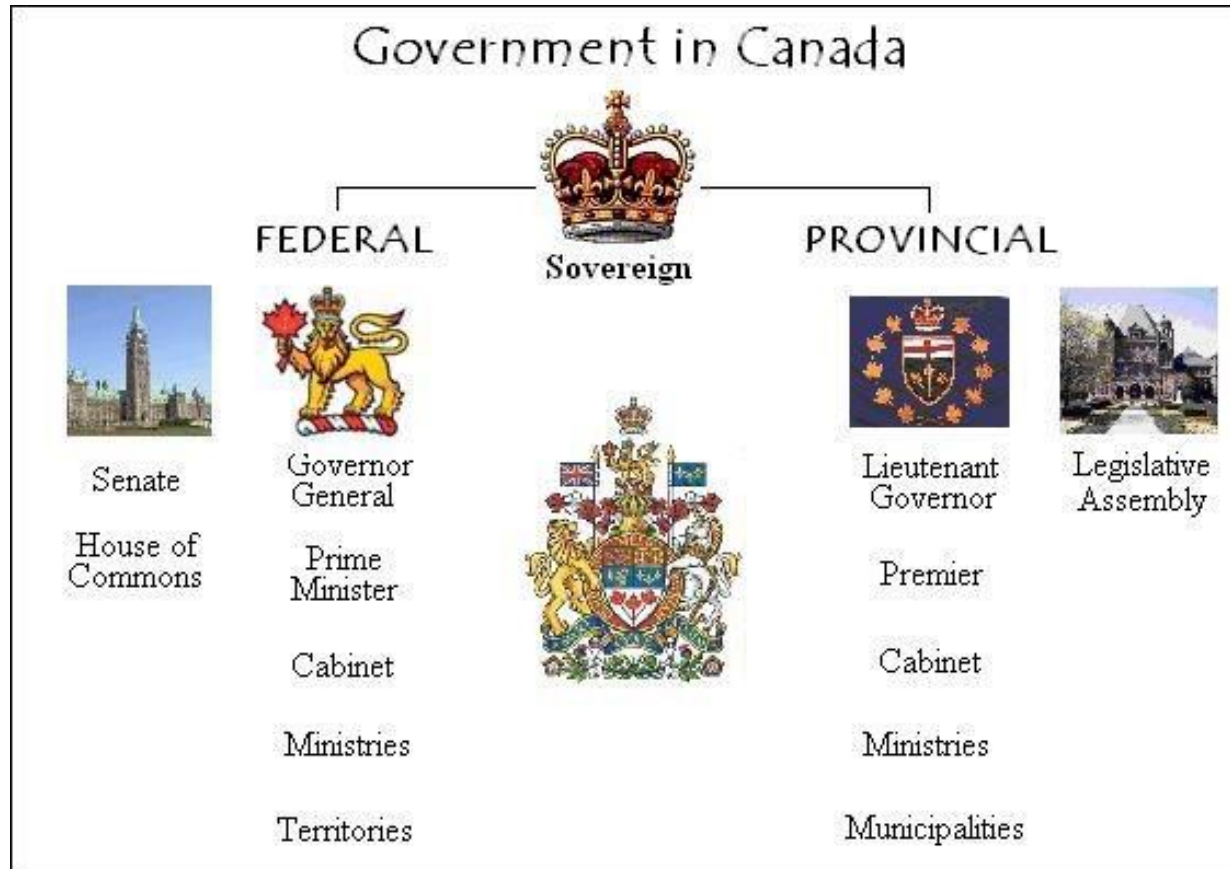 Government in Canada
FEDERAL
PROVINCIAL
Sovereign
Senate
House of
Commons
Governor
General
Prime
Minister
Cabinet
Ministries
Territories
Lieutenant
Governor
Premier
Cabinet
Ministries
Municipalities
Legislative
Assembly